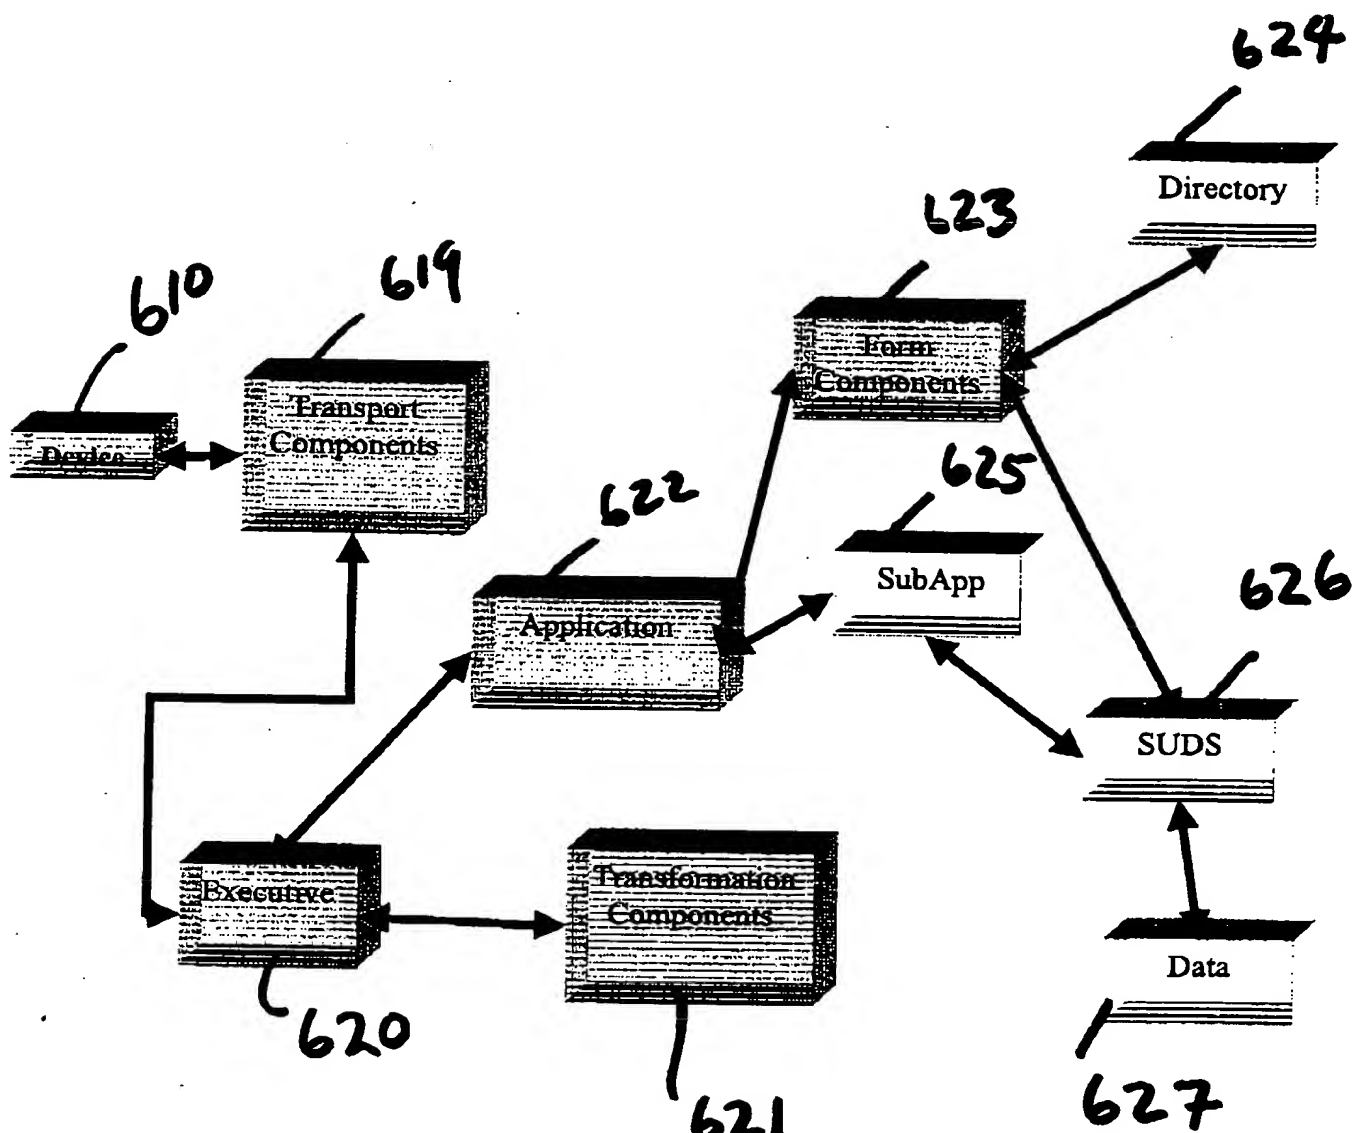 624
Directory
623
Form
Components
610
619
Transport
Components
Device
622
625
Application
SubApp
626
SUDS
Executive
Transformation
Components
Data
620
621
627